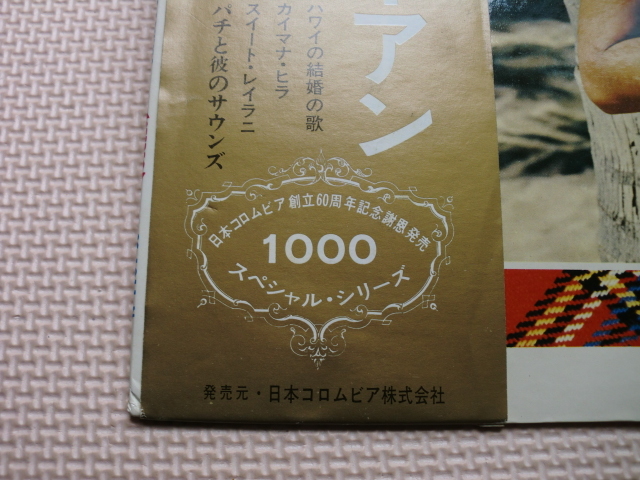 アン
ハワイの結婚の歌
カイマナ・ヒラ
スイート・レイラニ
パチと彼のサウンズ
日本コロムビア創立60周年記念謝恩発売
1000
スペシャル・シリーズ
発売元・日本コロムビア株式会社